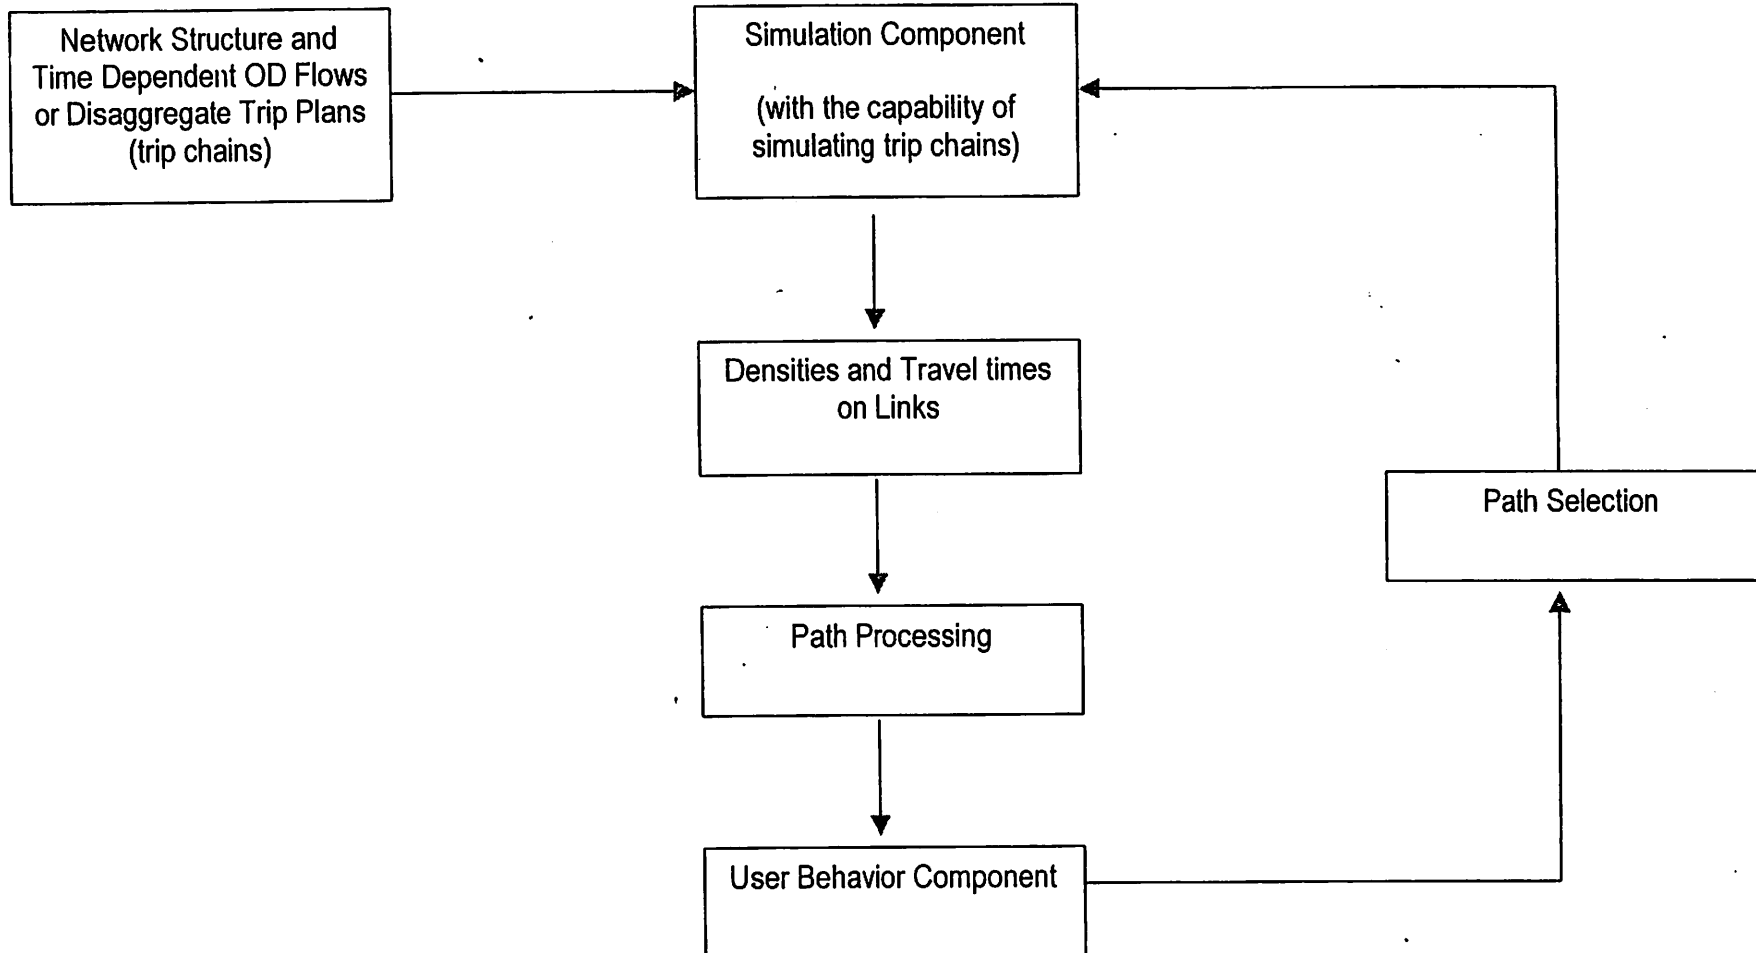 Network Structure and
Time Dependent OD Flows
or Disaggregate Trip Plans
(trip chains)
Simulation Component
(with the capability of
simulating trip chains)
Densities and Travel times
on Links
Path Selection
Path Processing
User Behavior Component